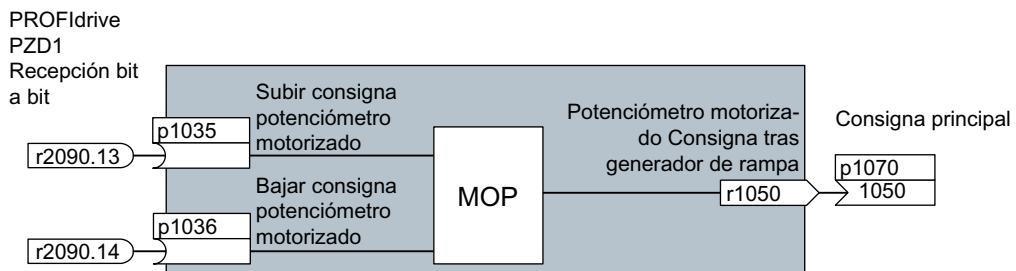 PROFIdrive
PZD1
Recepción bit
a bit
Subir consigna
potenciómetro
motorizado
p1035
r2090.13
Bajar consigna
potenciómetro
motorizado
p1036
r2090.14
MOP
Potenciómetro motoriza-
do Consigna tras
generador de rampa
r1050
Consigna principal
p1070
1050